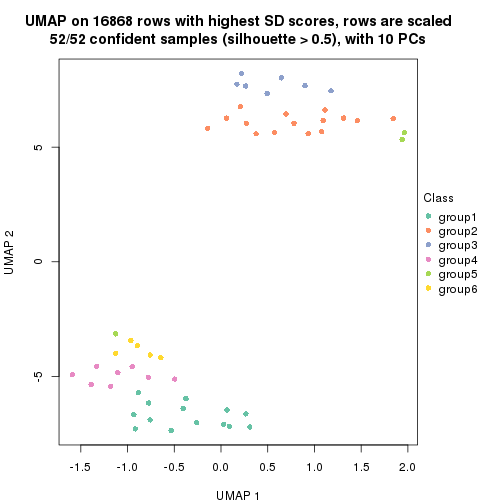 UMAP on 16868 rows with highest SD scores, rows are scaled
52/52 confident samples (silhouette > 0.5), with 10 PCs
UMAP 2
5
0
-5
-1.5 -1.0 -0.5 0.0 0.5 1.0 1.5 2.0
UMAP 1
Class
group1
group2
group3
group4
group5
group6